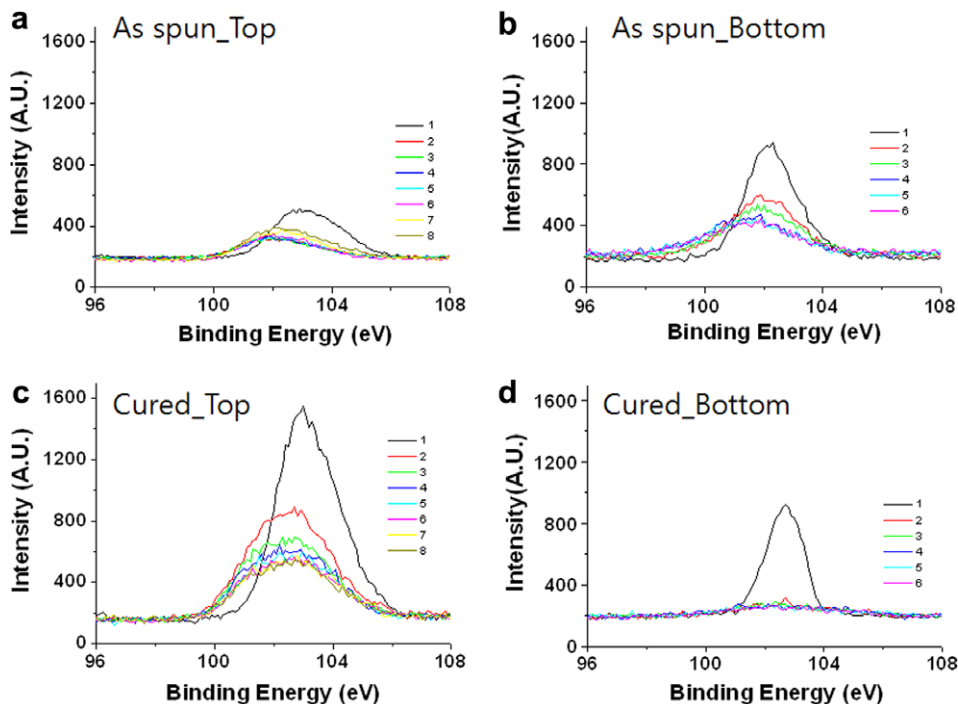 a
As spun_Top
1600
1200
800
400
0
Intensity (A.U.)
1
2
3
4
5
6
7
8
96 100 104 108
Binding Energy (eV)
b
As spun_Bottom
1600
1200
800
400
0
Intensity(A.U.)
1
2
3
4
5
6
96 100 104 108
Binding Energy (eV)
c
Cured_Top
1600
1200
800
400
0
Intensity (A.U.)
1
2
3
4
5
6
7
8
96 100 104 108
Binding Energy (eV)
d
Cured_Bottom
1600
1200
800
400
0
Intensity(A.U.)
1
2
3
4
5
6
96 100 104 108
Binding Energy (eV)